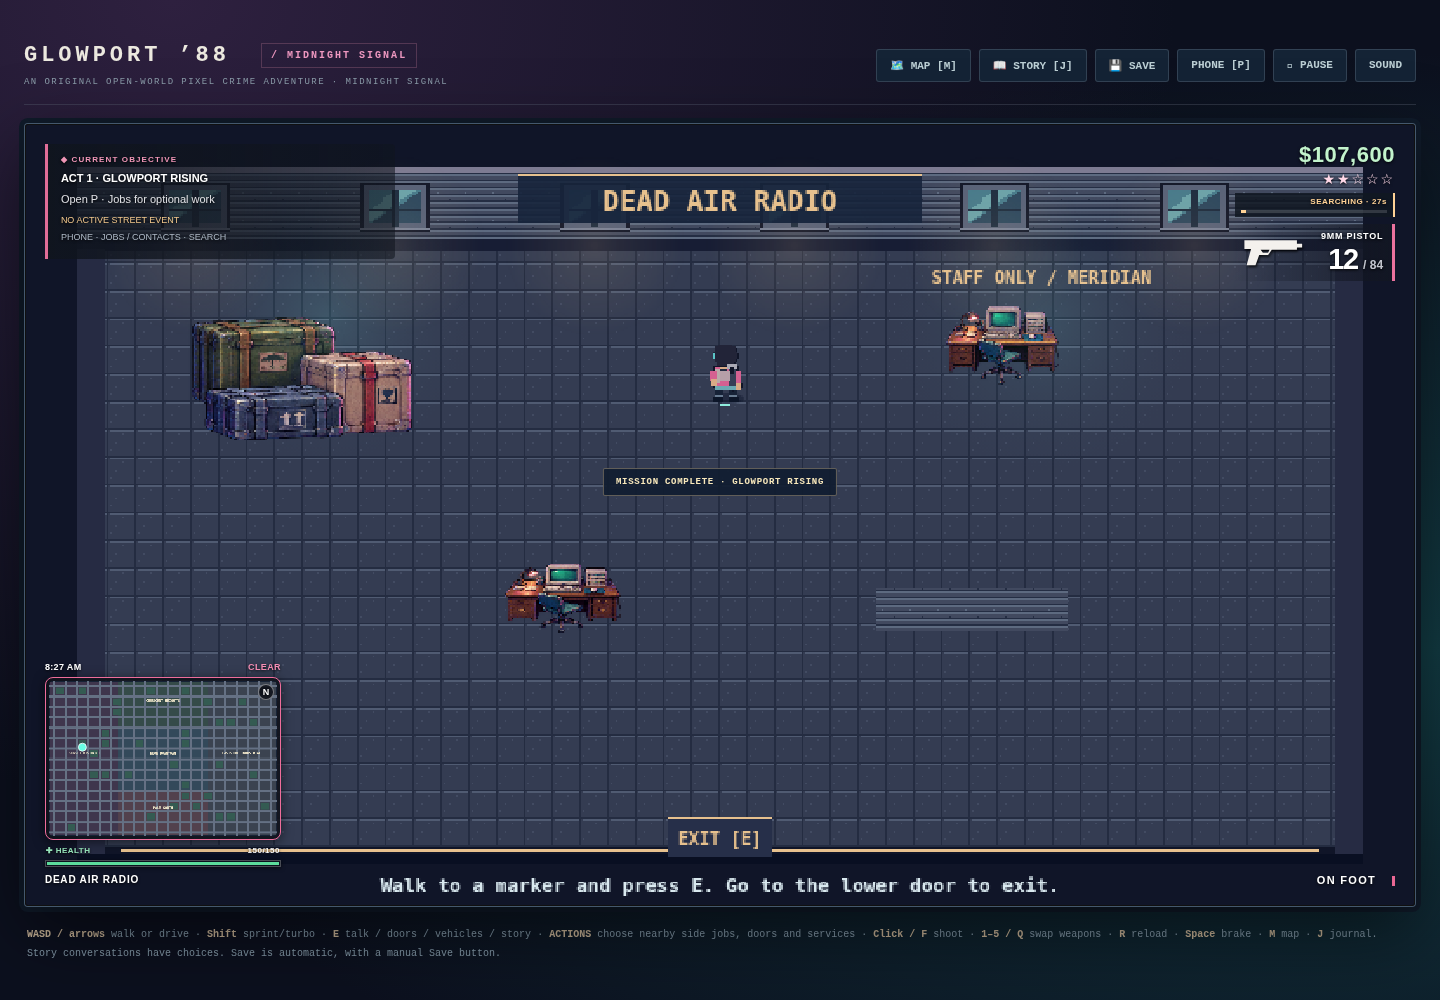 GLOWPORT ’88
/ MIDNIGHT SIGNAL
AN ORIGINAL OPEN-WORLD PIXEL CRIME ADVENTURE · MIDNIGHT SIGNAL
MAP [M]
STORY [J]
SAVE
PHONE [P]
PAUSE
SOUND
◆ CURRENT OBJECTIVE
ACT 1 · GLOWPORT RISING
Open P · Jobs for optional work
NO ACTIVE STREET EVENT
PHONE · JOBS / CONTACTS · SEARCH
DEAD AIR RADIO
$107,600
★★☆☆☆
SEARCHING · 27s
9MM PISTOL
12 / 84
STAFF ONLY / MERIDIAN
MISSION COMPLETE · GLOWPORT RISING
8:27 AM
CLEAR
N
✚ HEALTH
150/150
DEAD AIR RADIO
EXIT [E]
Walk to a marker and press E. Go to the lower door to exit.
ON FOOT
WASD / arrows walk or drive · Shift sprint/turbo · E talk / doors / vehicles / story · ACTIONS choose nearby side jobs, doors and services · Click / F shoot · 1–5 / Q swap weapons · R reload · Space brake · M map · J journal.
Story conversations have choices. Save is automatic, with a manual Save button.